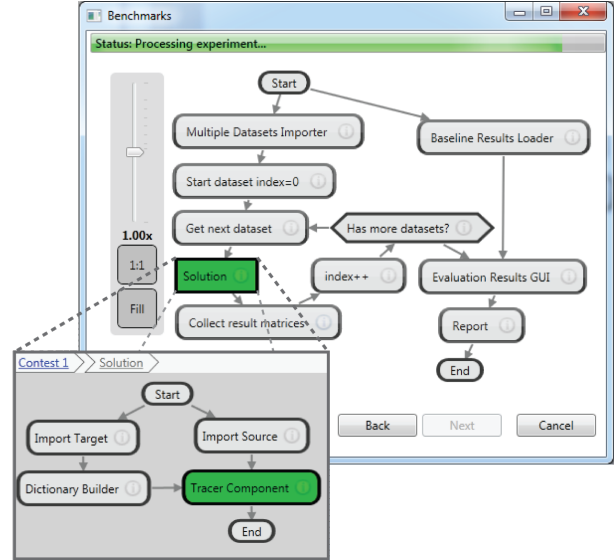 Benchmarks
Status: Processing experiment...
Start
Multiple Datasets Importer
Baseline Results Loader
Start dataset index=0
Get next dataset
Has more datasets?
1.00x
1:1
Solution
index++
Evaluation Results GUI
Fill
Collect result matrices
Report
End
Contest 1
Solution
Start
Back
Next
Cancel
Import Target
Import Source
Dictionary Builder
Tracer Component
End